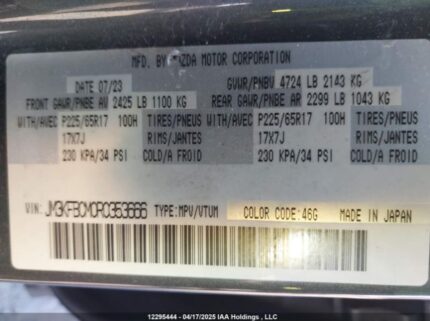 MFD. BY MAZDA MOTOR CORPORATION
DATE 07/23 GVWR/PNBV 4724 LB 2143 KG
FRONT GAWR/PNBE AV 2425 LB 1100 KG REAR GAWR/PNBE AR 2299 LB 1043 KG
WITH/AVEC P225/65R17 100H TIRES/PNEUS WITH/AVEC P225/65R17 100H TIRES/PNEUS
17X7J RIMS/JANTES 17X7J RIMS/JANTES
230 KPA/34 PSI COLD/A FROID 230 KPA/34 PSI COLD/A FROID
VIN: TYPE:MPV/VTUM COLOR CODE:46G MADE IN JAPAN
12295444 - 04/17/2025 IAA Holdings , LLC